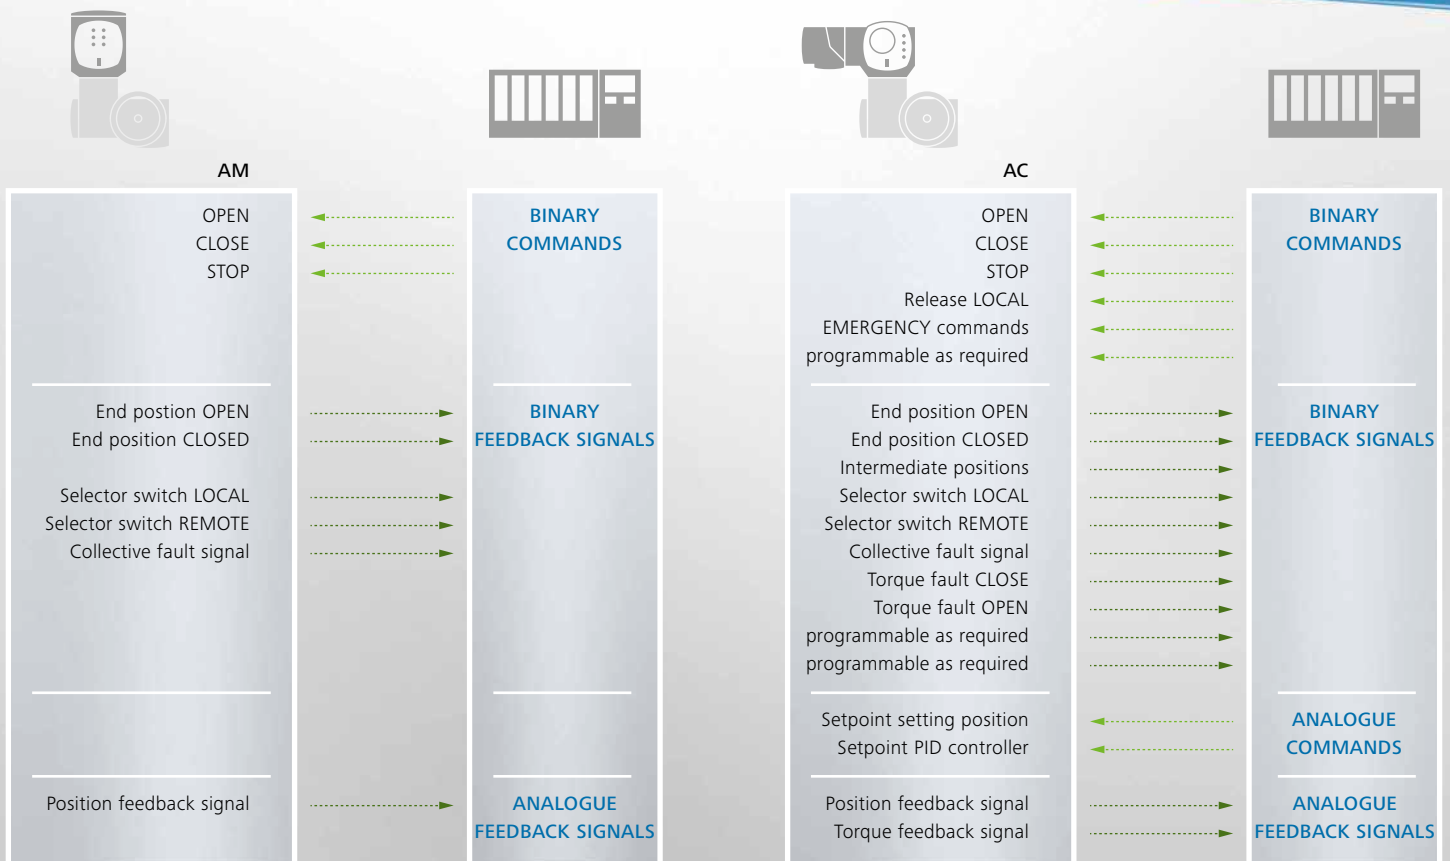 AM
OPEN
CLOSE
STOP
BINARY
COMMANDS
End postion OPEN
End position CLOSED
Selector switch LOCAL
Selector switch REMOTE
Collective fault signal
BINARY
FEEDBACK SIGNALS
Position feedback signal
ANALOGUE
FEEDBACK SIGNALS
AC
OPEN
CLOSE
STOP
Release LOCAL
EMERGENCY commands
programmable as required
BINARY
COMMANDS
End position OPEN
End position CLOSED
Intermediate positions
Selector switch LOCAL
Selector switch REMOTE
Collective fault signal
Torque fault CLOSE
Torque fault OPEN
programmable as required
programmable as required
BINARY
FEEDBACK SIGNALS
Setpoint setting position
Setpoint PID controller
ANALOGUE
COMMANDS
Position feedback signal
Torque feedback signal
ANALOGUE
FEEDBACK SIGNALS